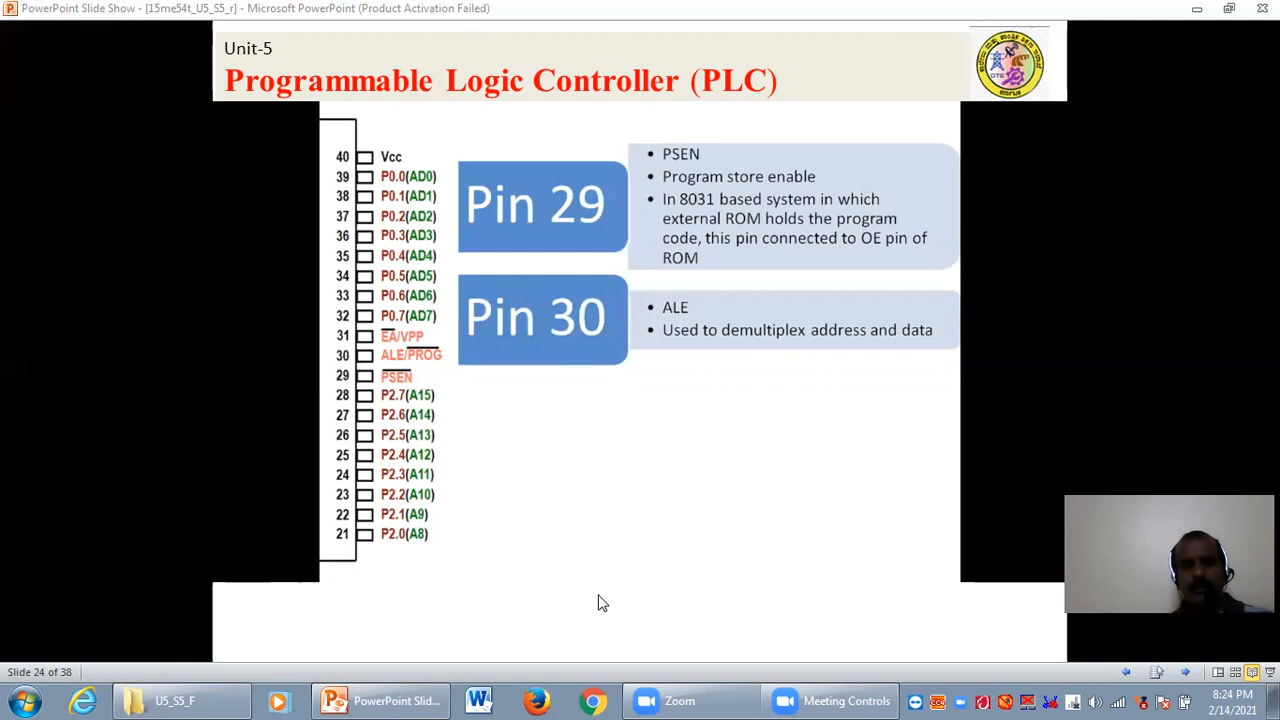 PowerPoint Slide Show - [15me54t_U5_S5_r] - Microsoft PowerPoint (Product Activation Failed)
Unit-5
Programmable Logic Controller (PLC)
DTE
40 Vcc
39 P0.0(AD0)
38 P0.1(AD1)
37 P0.2(AD2)
36 P0.3(AD3)
35 P0.4(AD4)
34 P0.5(AD5)
33 P0.6(AD6)
32 P0.7(AD7)
31 EA/VPP
30 ALE/PROG
29 PSEN
28 P2.7(A15)
27 P2.6(A14)
26 P2.5(A13)
25 P2.4(A12)
24 P2.3(A11)
23 P2.2(A10)
22 P2.1(A9)
21 P2.0(A8)
Pin 29
• PSEN
• Program store enable
• In 8031 based system in which
external ROM holds the program
code, this pin connected to OE pin of
ROM
Pin 30
• ALE
• Used to demultiplex address and data
Slide 24 of 38
U5_S5_F
PowerPoint Slid...
Zoom
Meeting Controls
8:24 PM
2/14/2021